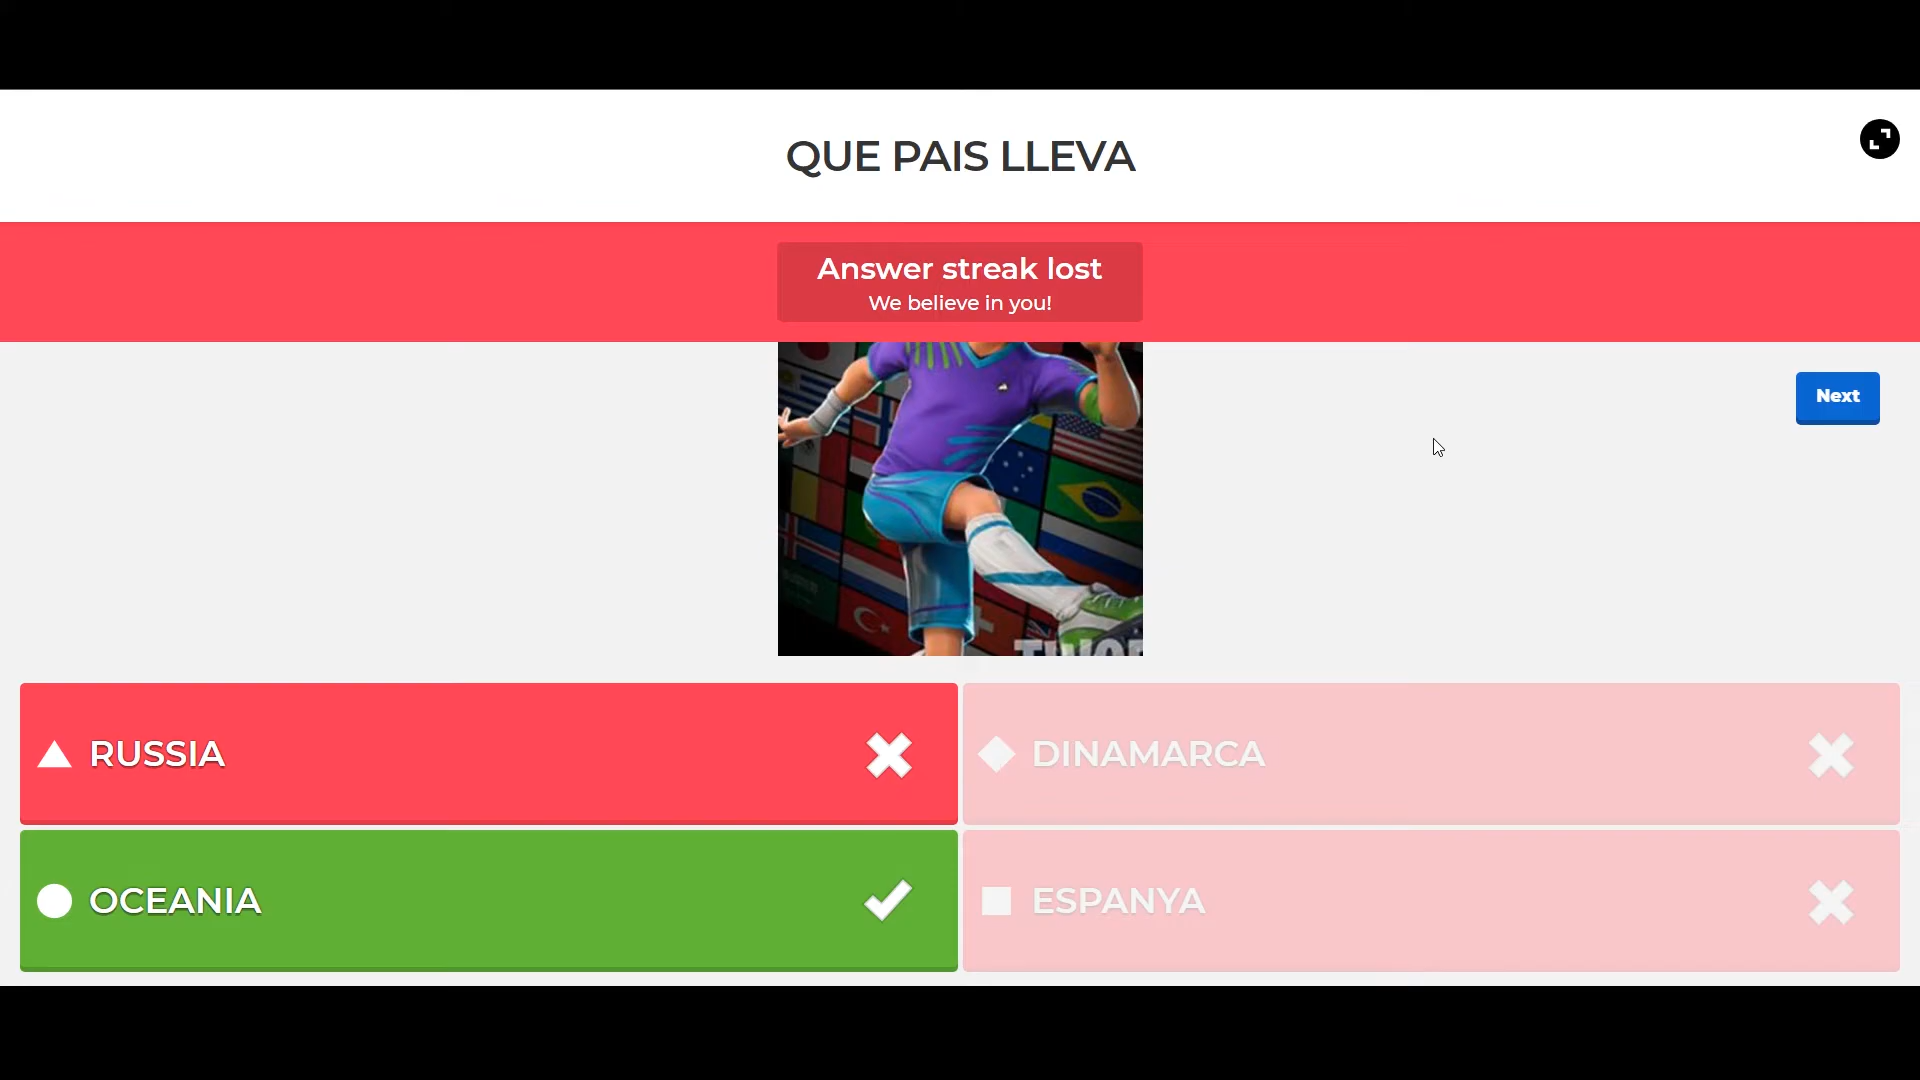 QUE PAIS LLEVA
Answer streak lost
We believe in you!
Next
RUSSIA
DINAMARCA
OCEANIA
ESPANYA